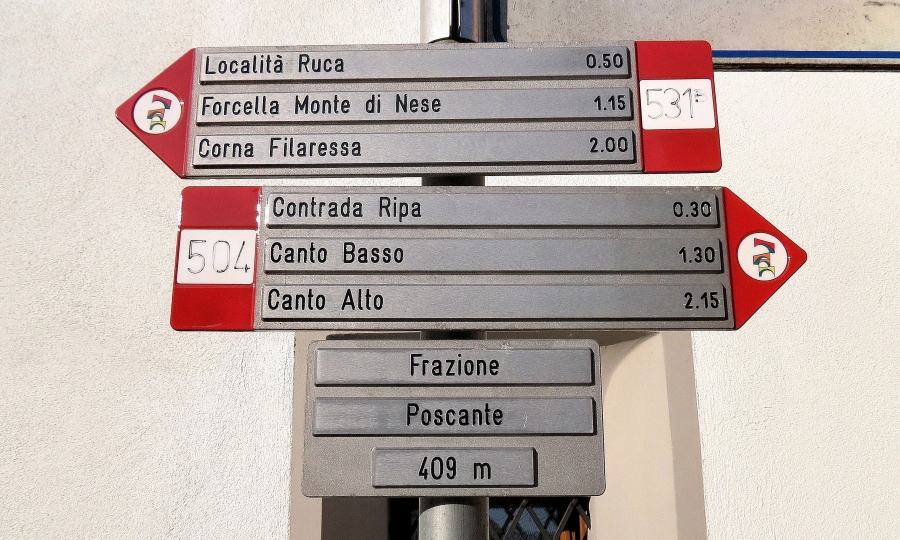 Località Ruca 0.50
Forcella Monte di Nese 1.15 531
Corna Filaressa 2.00
Contrada Ripa 0.30
504 Canto Basso 1.30
Canto Alto 2.15
Frazione
Poscante
409 m